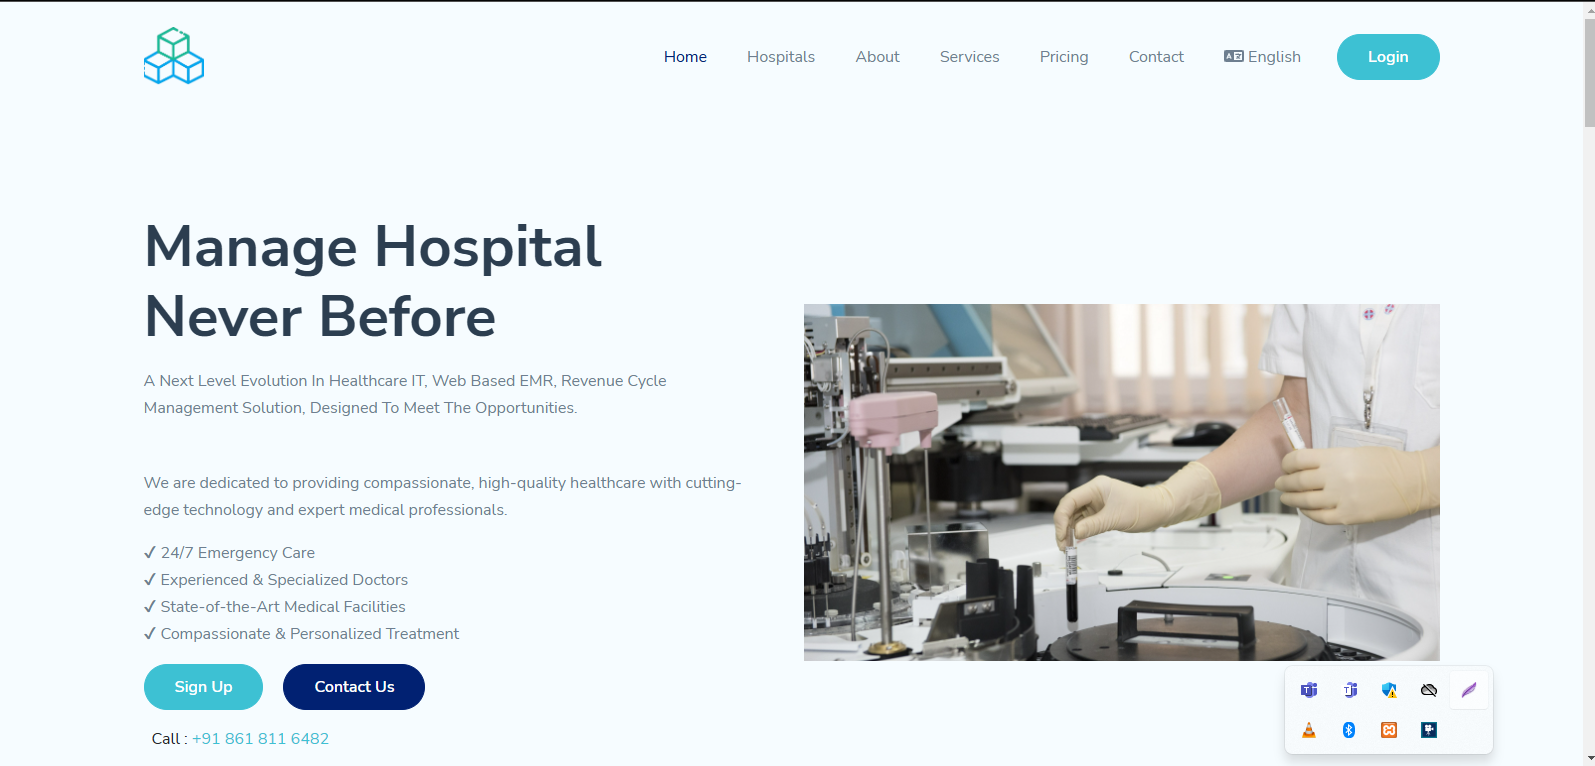 Home Hospitals About Services Pricing Contact English Login
Manage Hospital
Never Before
A Next Level Evolution In Healthcare IT, Web Based EMR, Revenue Cycle
Management Solution, Designed To Meet The Opportunities.
We are dedicated to providing compassionate, high-quality healthcare with cutting-
edge technology and expert medical professionals.
✓ 24/7 Emergency Care
✓ Experienced & Specialized Doctors
✓ State-of-the-Art Medical Facilities
✓ Compassionate & Personalized Treatment
Sign Up Contact Us
Call : +91 861 811 6482